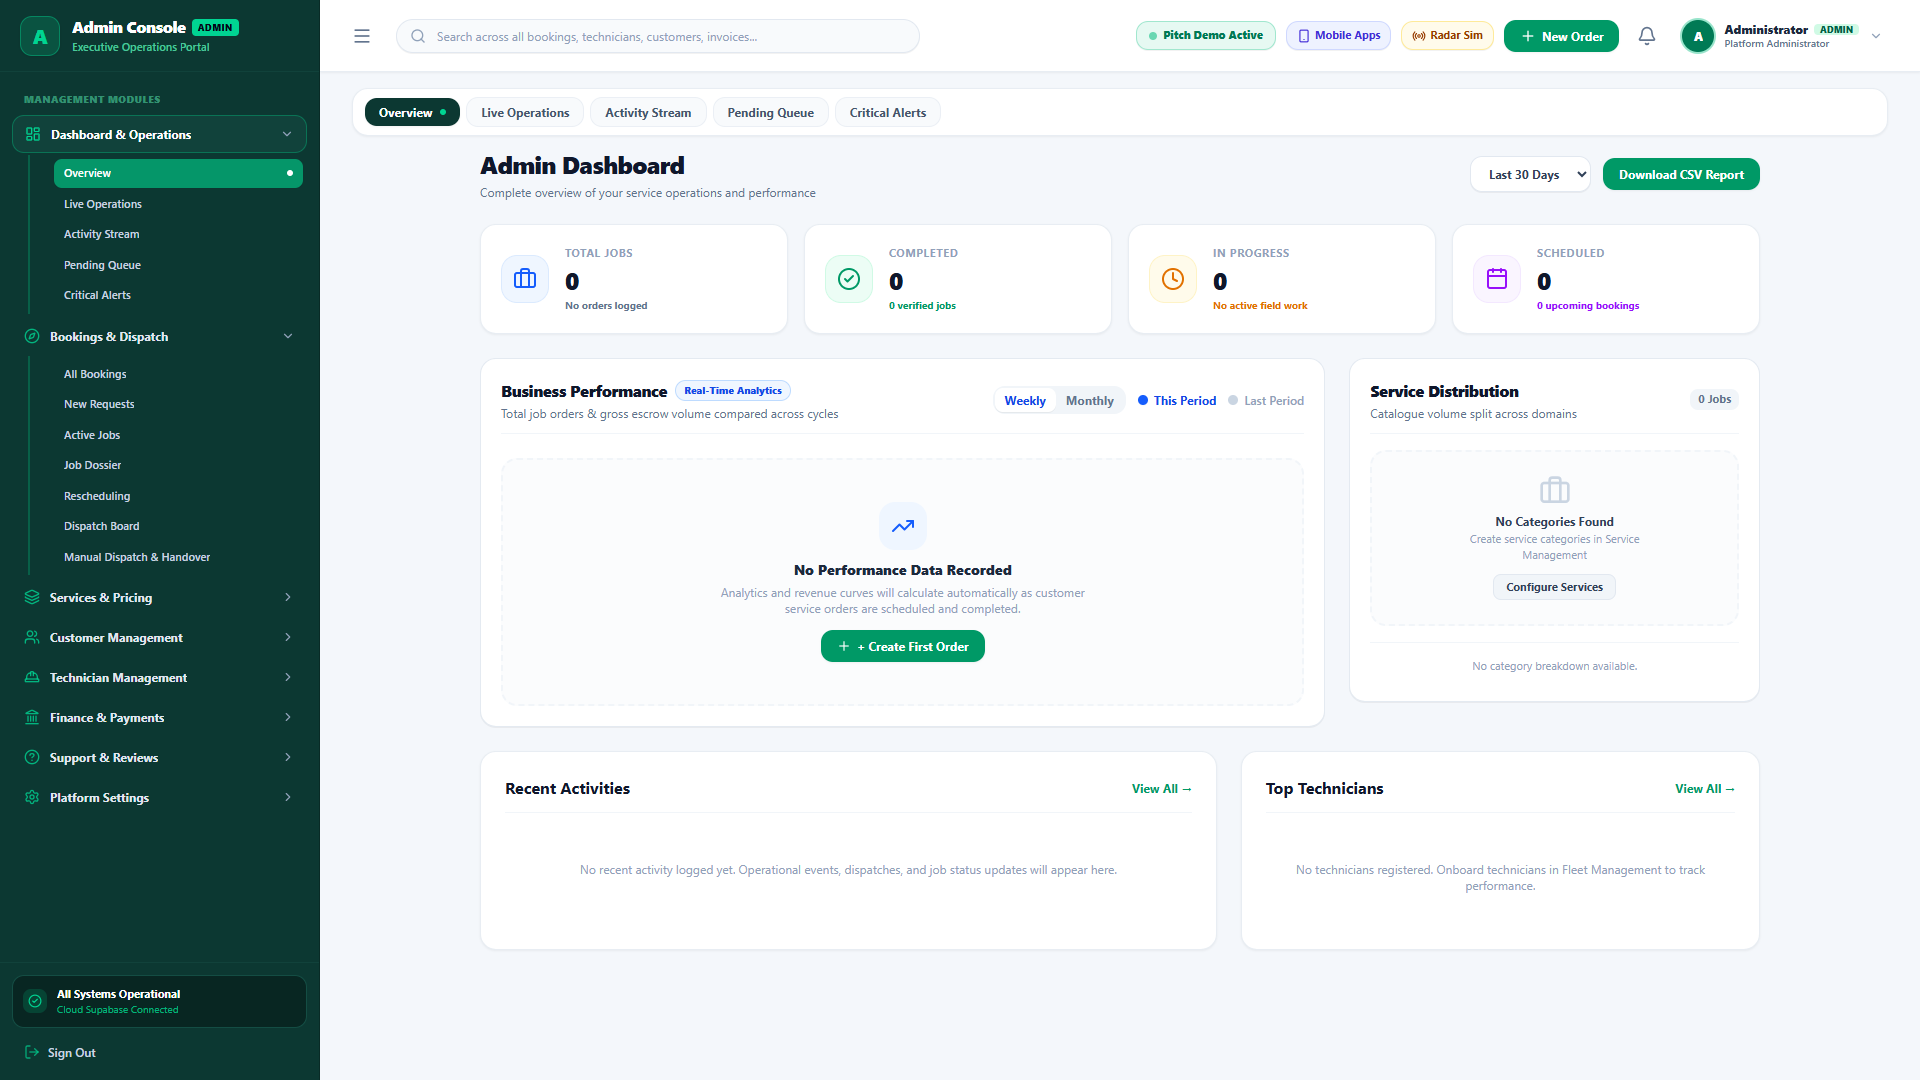 A
Admin Console ADMIN
Executive Operations Portal
MANAGEMENT MODULES
Dashboard & Operations
Overview
Live Operations
Activity Stream
Pending Queue
Critical Alerts
Bookings & Dispatch
All Bookings
New Requests
Active Jobs
Job Dossier
Rescheduling
Dispatch Board
Manual Dispatch & Handover
Services & Pricing
Customer Management
Technician Management
Finance & Payments
Support & Reviews
Platform Settings
All Systems Operational
Cloud Supabase Connected
Sign Out
Search across all bookings, technicians, customers, invoices...
Pitch Demo Active
Mobile Apps
Radar Sim
New Order
A
Administrator ADMIN
Platform Administrator
Overview
Live Operations
Activity Stream
Pending Queue
Critical Alerts
Admin Dashboard
Complete overview of your service operations and performance
Last 30 Days
Download CSV Report
TOTAL JOBS
0
No orders logged
COMPLETED
0
0 verified jobs
IN PROGRESS
0
No active field work
SCHEDULED
0
0 upcoming bookings
Business Performance Real-Time Analytics
Total job orders & gross escrow volume compared across cycles
Weekly
Monthly
This Period
Last Period
No Performance Data Recorded
Analytics and revenue curves will calculate automatically as customer
service orders are scheduled and completed.
+ Create First Order
Service Distribution
Catalogue volume split across domains
0 Jobs
No Categories Found
Create service categories in Service
Management
Configure Services
No category breakdown available.
Recent Activities
View All →
No recent activity logged yet. Operational events, dispatches, and job status updates will appear here.
Top Technicians
View All →
No technicians registered. Onboard technicians in Fleet Management to track
performance.